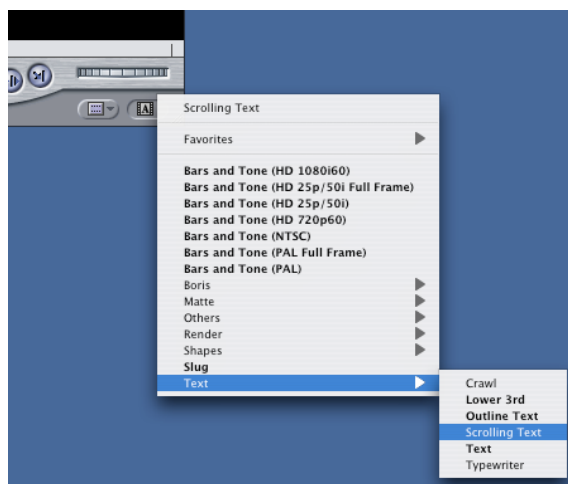 A
Scrolling Text
Favorites
Bars and Tone (HD 1080i60)
Bars and Tone (HD 25p/50i Full Frame)
Bars and Tone (HD 25p/50i)
Bars and Tone (HD 720p60)
Bars and Tone (NTSC)
Bars and Tone (PAL Full Frame)
Bars and Tone (PAL)
Boris
Matte
Others
Render
Shapes
Slug
Text
Crawl
Lower 3rd
Outline Text
Scrolling Text
Text
Typewriter